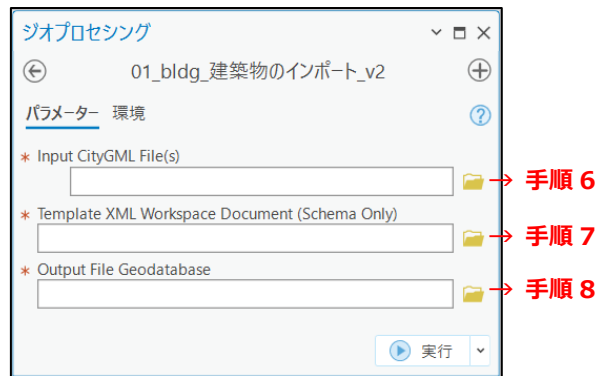 ジオプロセシング
01_bldg_建築物のインポート_v2
パラメーター 環境
* Input CityGML File(s)
→ 手順 6
* Template XML Workspace Document (Schema Only)
→ 手順 7
* Output File Geodatabase
→ 手順 8
実行